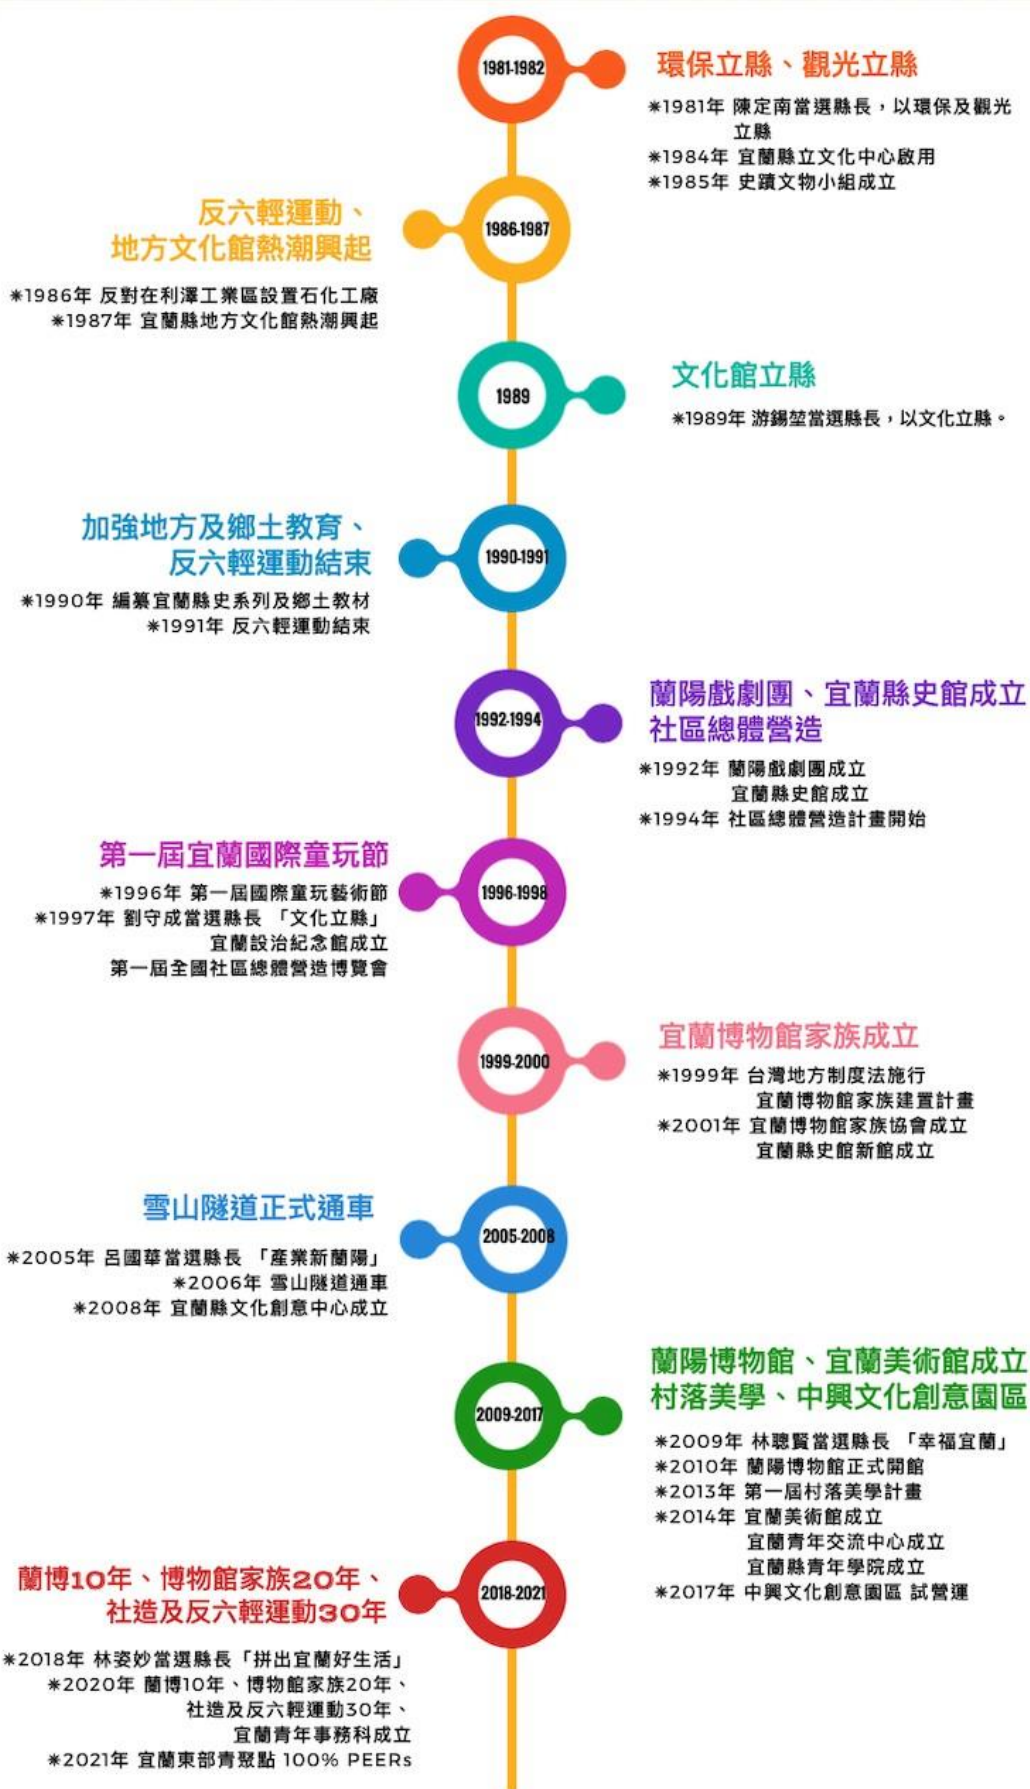 1981-1982
環保立縣、觀光立縣
*1981年 陳定南當選縣長，以環保及觀光
立縣
*1984年 宜蘭縣立文化中心啟用
*1985年 史蹟文物小組成立
1986-1987
反六輕運動、
地方文化館熱潮興起
*1986年 反對在利澤工業區設置石化工廠
*1987年 宜蘭縣地方文化館熱潮興起
1989
文化館立縣
*1989年 游錫堃當選縣長，以文化立縣。
1990-1991
加強地方及鄉土教育、
反六輕運動結束
*1990年 編纂宜蘭縣史系列及鄉土教材
*1991年 反六輕運動結束
1992-1994
蘭陽戲劇團、宜蘭縣史館成立
社區總體營造
*1992年 蘭陽戲劇團成立
宜蘭縣史館成立
*1994年 社區總體營造計畫開始
1996-1998
第一屆宜蘭國際童玩節
*1996年 第一屆國際童玩藝術節
*1997年 劉守成當選縣長 「文化立縣」
宜蘭設治紀念館成立
第一屆全國社區總體營造博覽會
1999-2000
宜蘭博物館家族成立
*1999年 台灣地方制度法施行
宜蘭博物館家族建置計畫
*2001年 宜蘭博物館家族協會成立
宜蘭縣史館新館成立
2005-2008
雪山隧道正式通車
*2005年 呂國華當選縣長 「產業新蘭陽」
*2006年 雪山隧道通車
*2008年 宜蘭縣文化創意中心成立
2009-2017
蘭陽博物館、宜蘭美術館成立
村落美學、中興文化創意園區
*2009年 林聰賢當選縣長 「幸福宜蘭」
*2010年 蘭陽博物館正式開館
*2013年 第一屆村落美學計畫
*2014年 宜蘭美術館成立
宜蘭青年交流中心成立
宜蘭縣青年學院成立
*2017年 中興文化創意園區 試營運
2018-2021
蘭博10年、博物館家族20年、
社造及反六輕運動30年
*2018年 林姿妙當選縣長「拼出宜蘭好生活」
*2020年 蘭博10年、博物館家族20年、
社造及反六輕運動30年、
宜蘭青年事務科成立
*2021年 宜蘭東部青聚點 100% PEERs